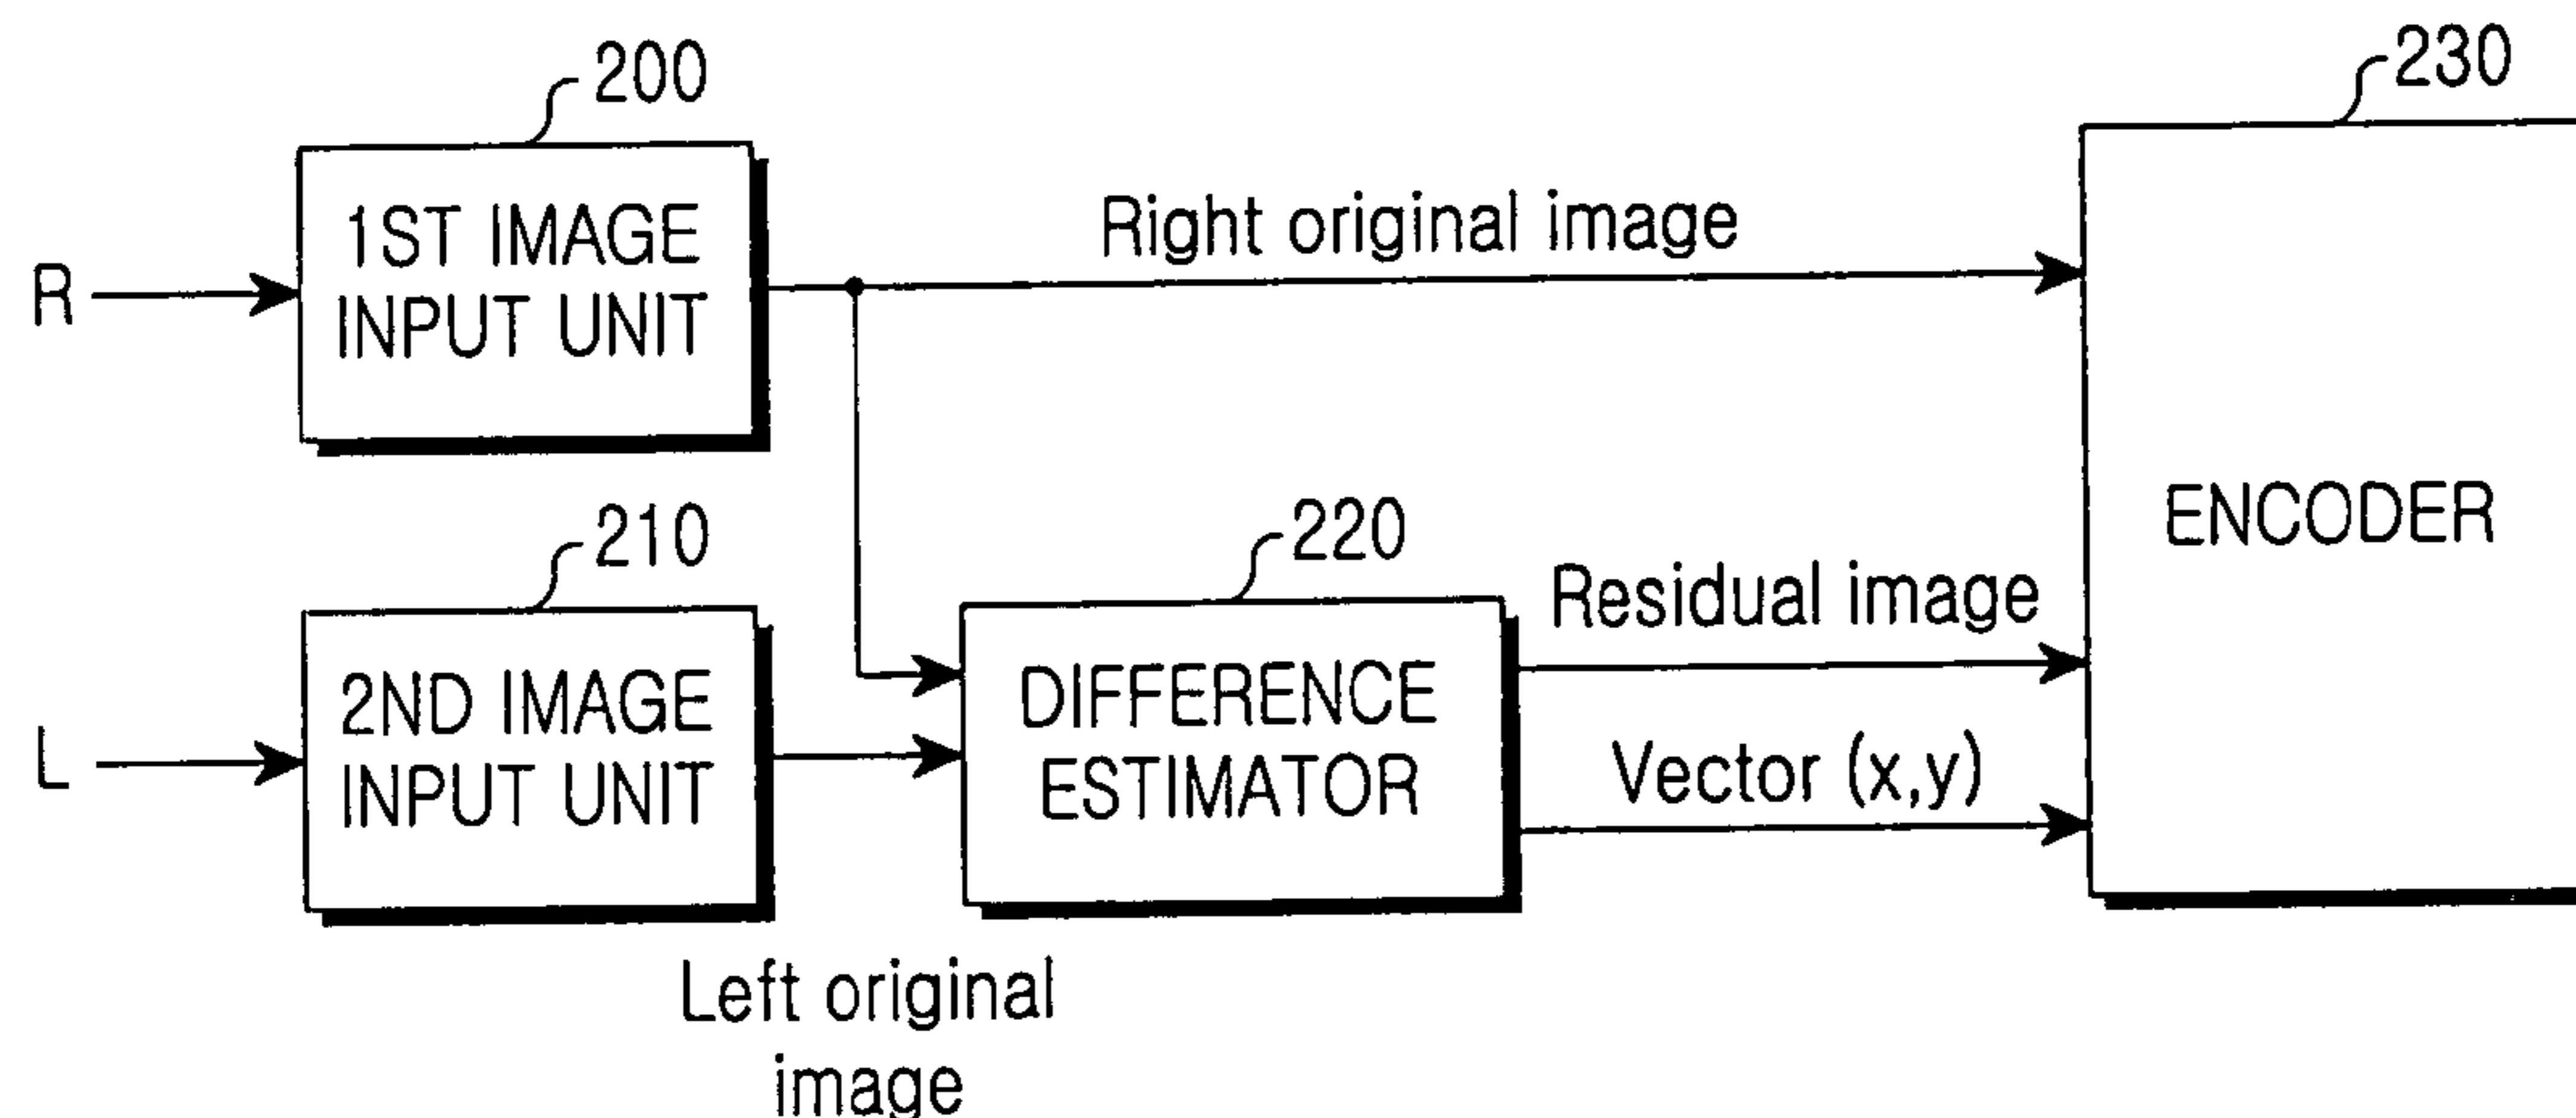 200
230
1ST IMAGE
INPUT UNIT
R
Right original image
ENCODER
210
220
2ND IMAGE
INPUT UNIT
L
DIFFERENCE
ESTIMATOR
Residual image
Vector (x,y)
Left original
image